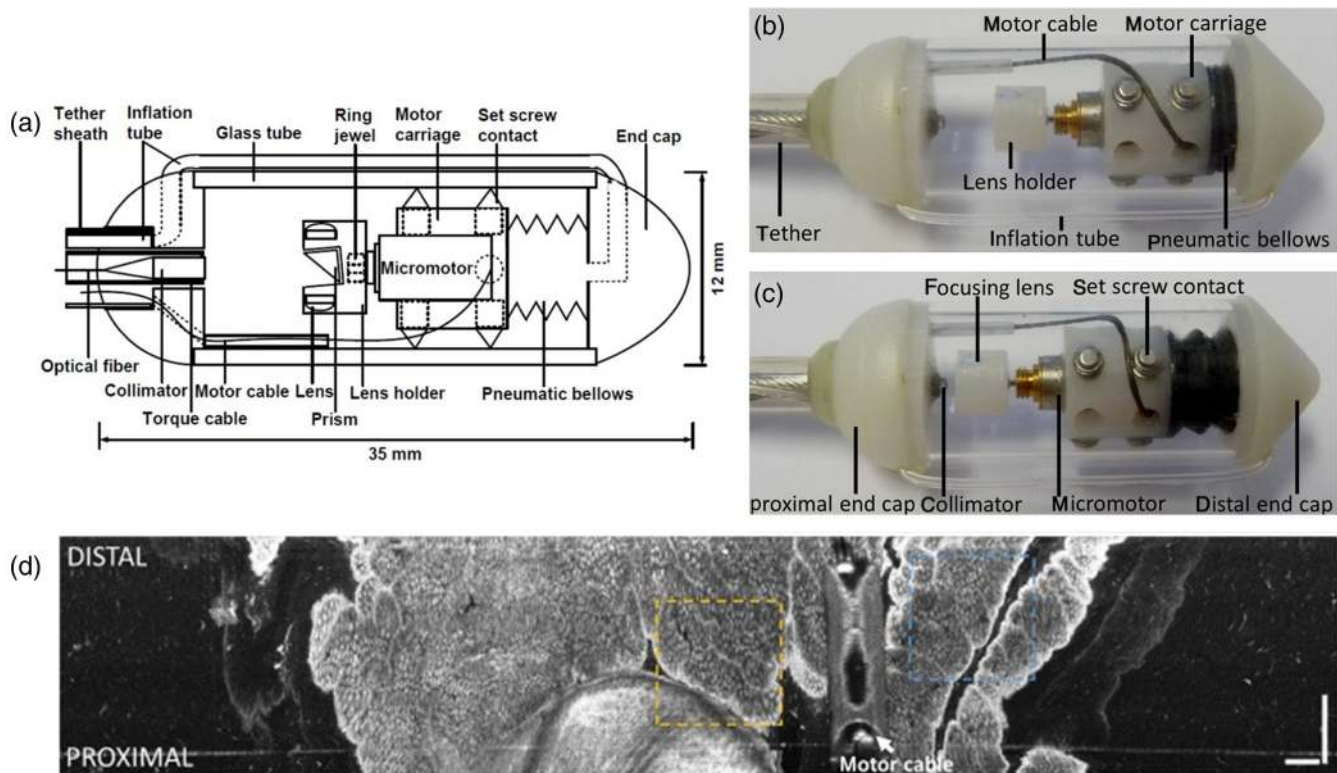 (a)
Tether
sheath
Inflation
tube
Glass tube
Ring
jewel
Motor
carriage
Set screw
contact
End cap
Micromotor
12 mm
Optical fiber
Collimator
Torque cable
Motor cable
Lens
Prism
Lens holder
Pneumatic bellows
35 mm
(b)
Motor cable
Motor carriage
Lens holder
Tether
Inflation tube
Pneumatic bellows
(c)
Focusing lens
Set screw contact
proximal end cap
Collimator
Micromotor
Distal end cap
(d)
DISTAL
PROXIMAL
Motor cable